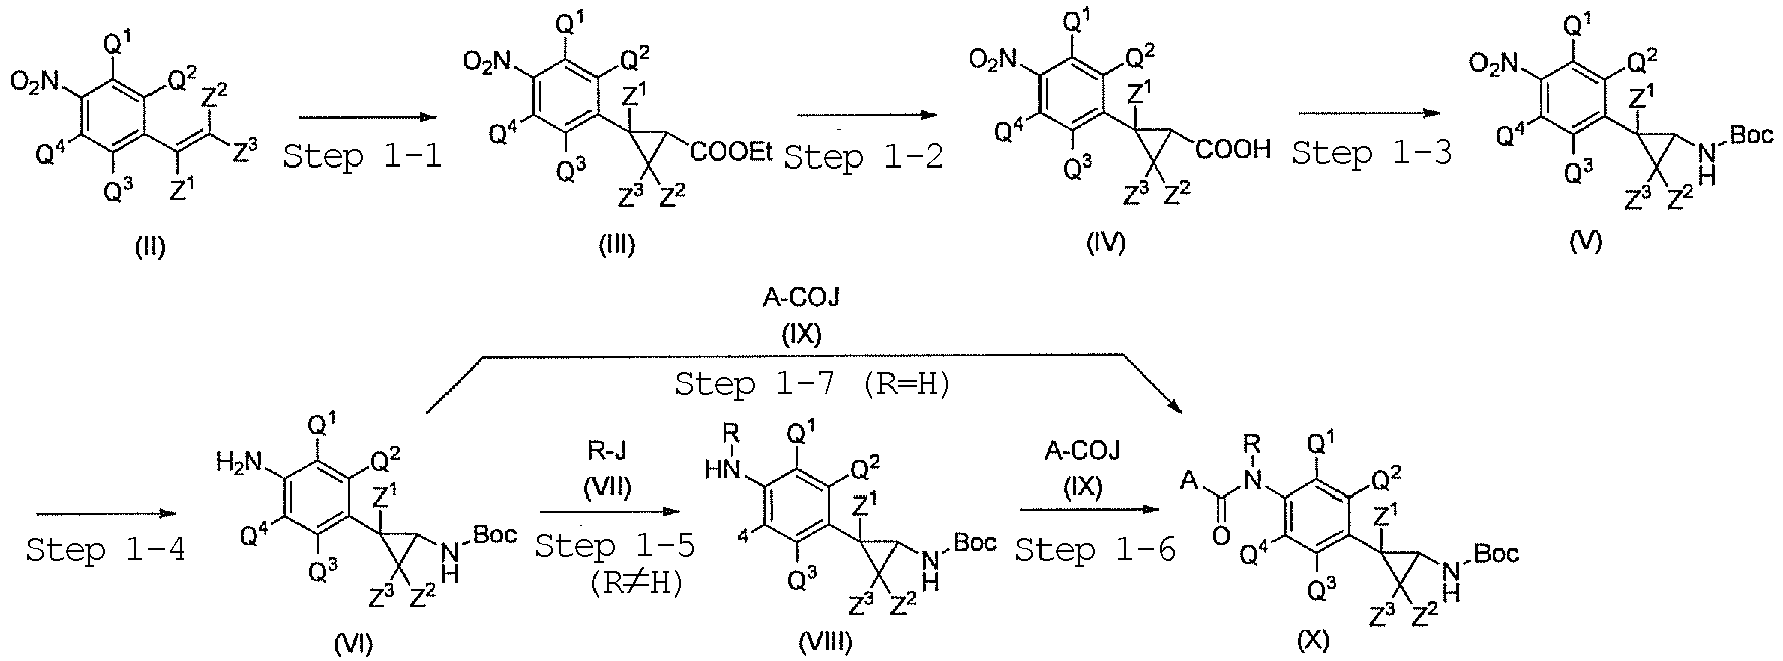 Q¹ Q¹ Q¹ Q¹
O₂N Q² O₂N Q² O₂N Q² O₂N Q²
Z² Z¹ Z¹ Z¹
Q⁴ Z³ Q⁴ COOEt Q⁴ COOH Q⁴ N Boc
Step 1-1 Step 1-2 Step 1-3
Q³ Z¹ Q³ Q³ Q³ H
Z³ Z² Z³ Z² Z³ Z²
(II) (III) (IV) (V)
A-COJ
(IX)
Step 1-7 (R=H)
Q¹ R Q¹ R Q¹
H₂N Q² R-J HN Q² A-COJ A N Q²
Z¹ (VII) Z¹ (IX) O Z¹
Step 1-4 Q⁴ N Boc Step 1-5 4 N Boc Step 1-6 Q⁴ N Boc
Q³ H (R≠H) Q³ H Q³ H
Z³ Z² Z³ Z² Z³ Z²
(VI) (VIII) (X)